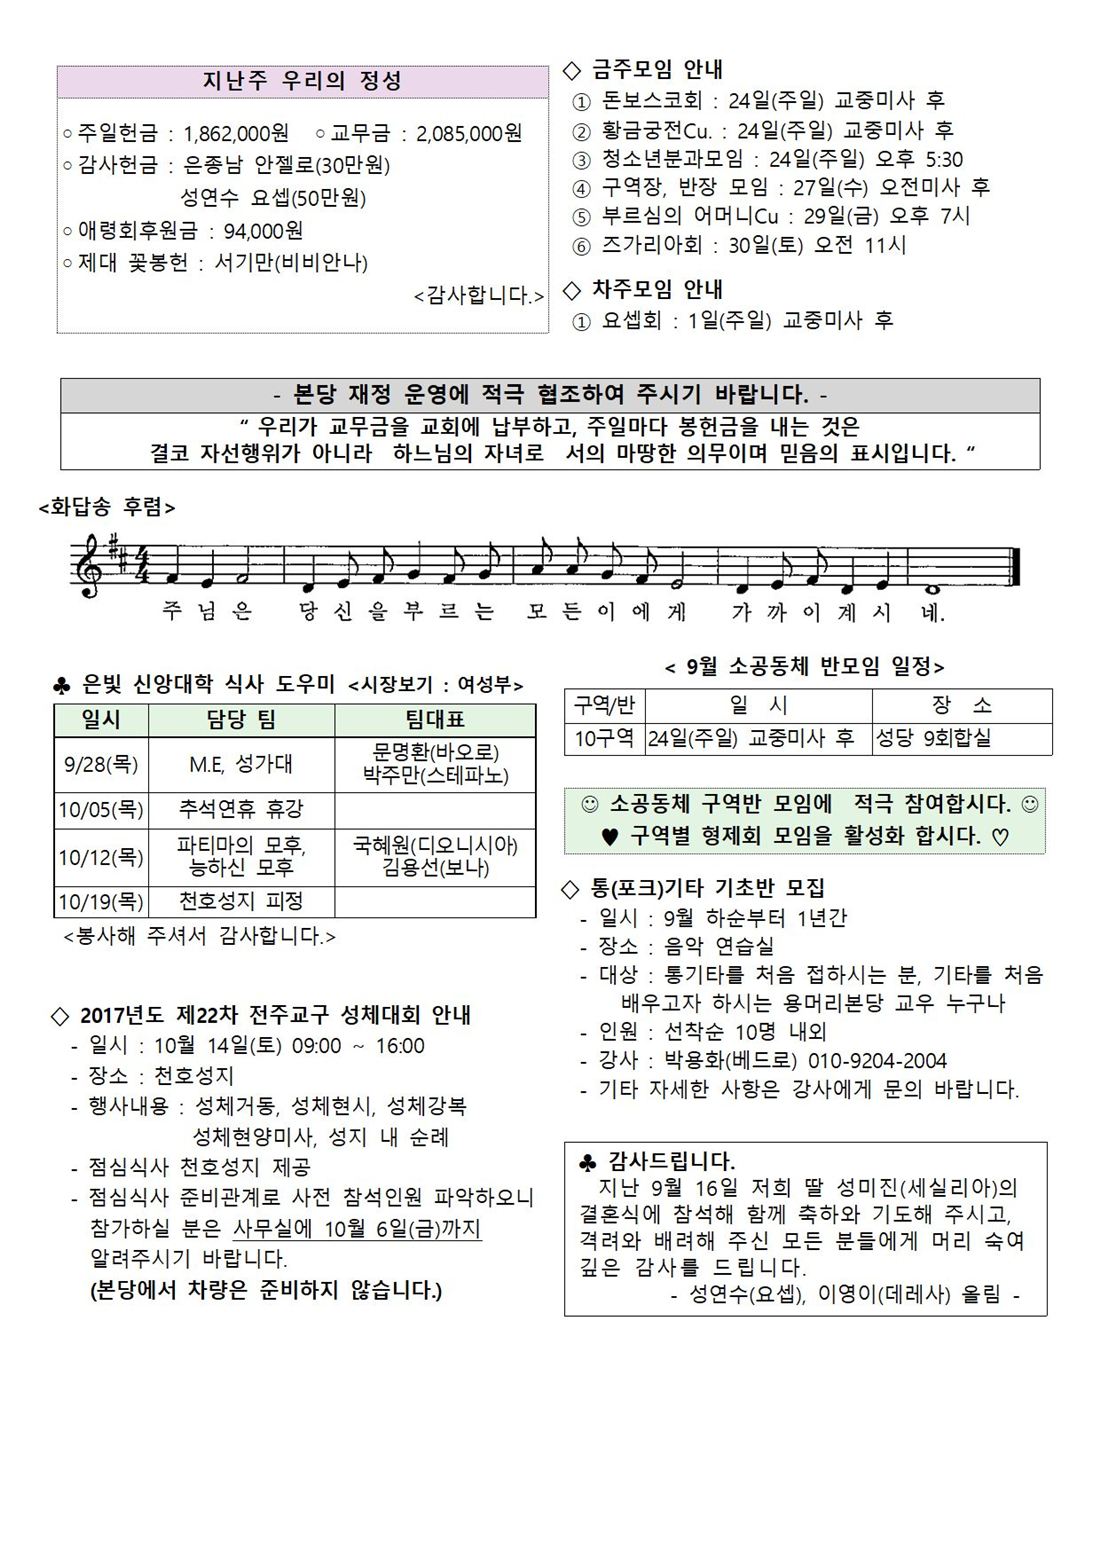 지난주 우리의 정성
○ 주일헌금 : 1,862,000원 ○ 교무금 : 2,085,000원
○ 감사헌금 : 은종남 안젤로(30만원)
성연수 요셉(50만원)
○ 애령회후원금 : 94,000원
○ 제대 꽃봉헌 : 서기만(비비안나)
<감사합니다.>
◇ 금주모임 안내
① 돈보스코회 : 24일(주일) 교중미사 후
② 황금궁전Cu. : 24일(주일) 교중미사 후
③ 청소년분과모임 : 24일(주일) 오후 5:30
④ 구역장, 반장 모임 : 27일(수) 오전미사 후
⑤ 부르심의 어머니Cu : 29일(금) 오후 7시
⑥ 즈가리아회 : 30일(토) 오전 11시
◇ 차주모임 안내
① 요셉회 : 1일(주일) 교중미사 후
- 본당 재정 운영에 적극 협조하여 주시기 바랍니다. -
“ 우리가 교무금을 교회에 납부하고, 주일마다 봉헌금을 내는 것은
결코 자선행위가 아니라 하느님의 자녀로 서의 마땅한 의무이며 믿음의 표시입니다. “
<화답송 후렴>
4
4
주 님 은 당 신 을 부 르 는 모 든 이 에 게 가 까 이 계 시 네.
♣ 은빛 신앙대학 식사 도우미 <시장보기 : 여성부>
일시 담당 팀 팀대표
9/28(목) M.E, 성가대 문명환(바오로)
박주만(스테파노)
10/05(목) 추석연휴 휴강
10/12(목) 파티마의 모후, 국혜원(디오니시아)
능하신 모후 김용선(보나)
10/19(목) 천호성지 피정
<봉사해 주셔서 감사합니다.>
◇ 2017년도 제22차 전주교구 성체대회 안내
- 일시 : 10월 14일(토) 09:00 ~ 16:00
- 장소 : 천호성지
- 행사내용 : 성체거동, 성체현시, 성체강복
성체현양미사, 성지 내 순례
- 점심식사 천호성지 제공
- 점심식사 준비관계로 사전 참석인원 파악하오니
참가하실 분은 사무실에 10월 6일(금)까지
알려주시기 바랍니다.
(본당에서 차량은 준비하지 않습니다.)
< 9월 소공동체 반모임 일정>
구역/반 일 시 장 소
10구역 24일(주일) 교중미사 후 성당 9회합실
☺ 소공동체 구역반 모임에 적극 참여합시다. ☺
♥ 구역별 형제회 모임을 활성화 합시다. ♡
◇ 통(포크)기타 기초반 모집
- 일시 : 9월 하순부터 1년간
- 장소 : 음악 연습실
- 대상 : 통기타를 처음 접하시는 분, 기타를 처음
배우고자 하시는 용머리본당 교우 누구나
- 인원 : 선착순 10명 내외
- 강사 : 박용화(베드로) 010-9204-2004
- 기타 자세한 사항은 강사에게 문의 바랍니다.
♣ 감사드립니다.
지난 9월 16일 저희 딸 성미진(세실리아)의
결혼식에 참석해 함께 축하와 기도해 주시고,
격려와 배려해 주신 모든 분들에게 머리 숙여
깊은 감사를 드립니다.
- 성연수(요셉), 이영이(데레사) 올림 -